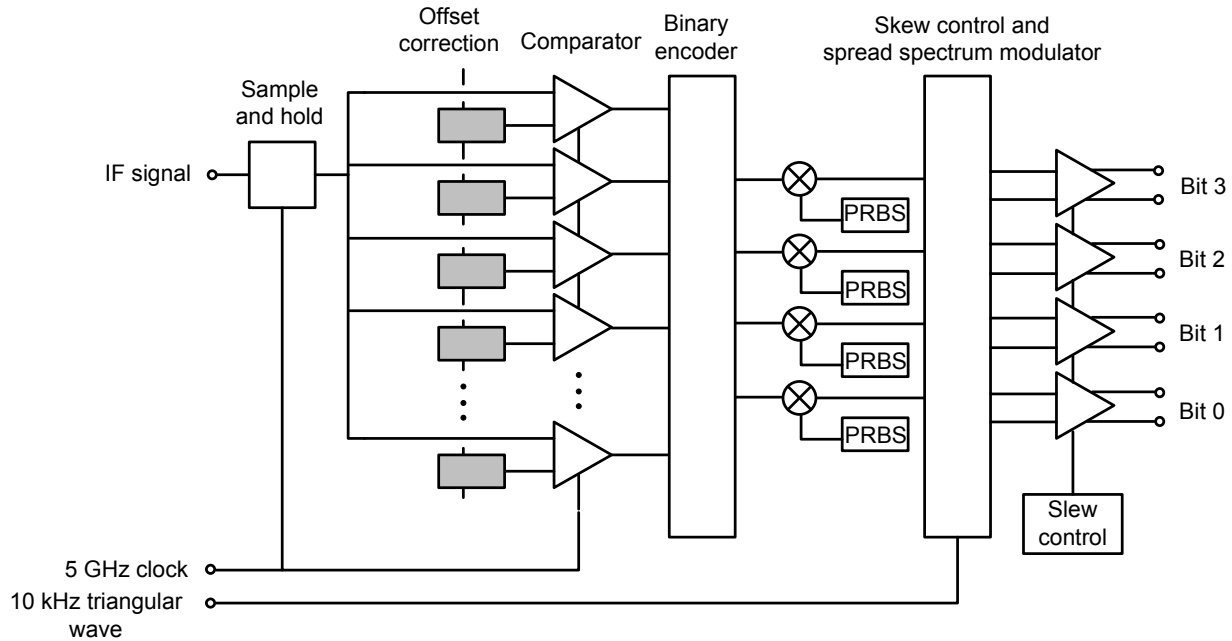 Offset
correction
Comparator
Binary
encoder
Skew control and
spread spectrum modulator
Sample
and hold
IF signal
PRBS
PRBS
PRBS
PRBS
Bit 3
Bit 2
Bit 1
Bit 0
Slew
control
5 GHz clock
10 kHz triangular
wave